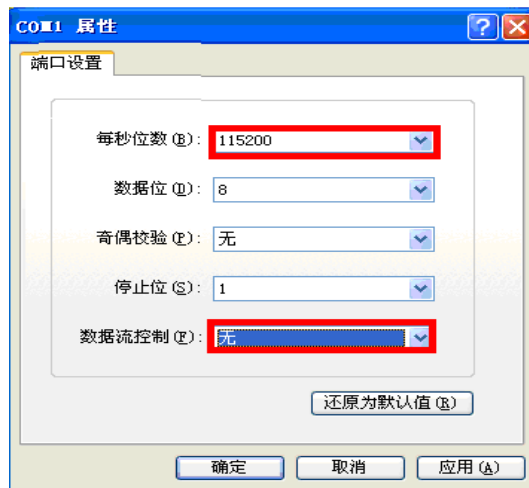 COM1 属性
端口设置
每秒位数(B): 115200
数据位(D): 8
奇偶校验(P): 无
停止位(S): 1
数据流控制(F): 无
还原为默认值(R)
确定 取消 应用(A)